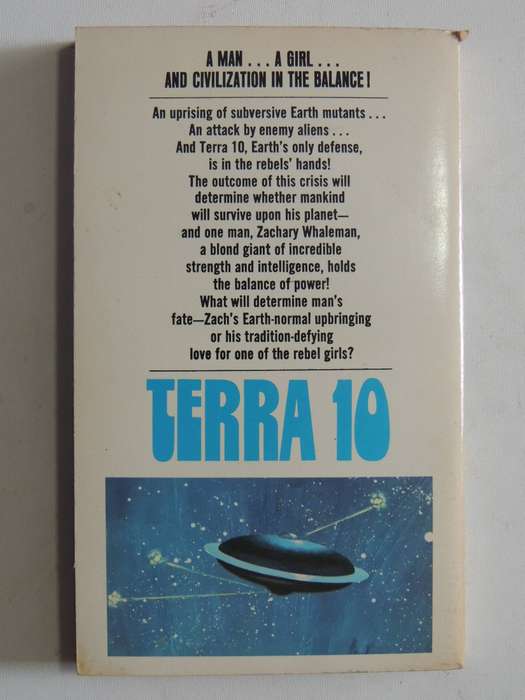 A MAN . . . A GIRL . . .
AND CIVILIZATION IN THE BALANCE!
An uprising of subversive Earth mutants . . .
An attack by enemy aliens . . .
And Terra 10, Earth's only defense,
is in the rebels' hands!
The outcome of this crisis will
determine whether mankind
will survive upon his planet—
and one man, Zachary Whaleman,
a blond giant of incredible
strength and intelligence, holds
the balance of power!
What will determine man's
fate—Zach's Earth-normal upbringing
or his tradition-defying
love for one of the rebel girls?
TERRA 10